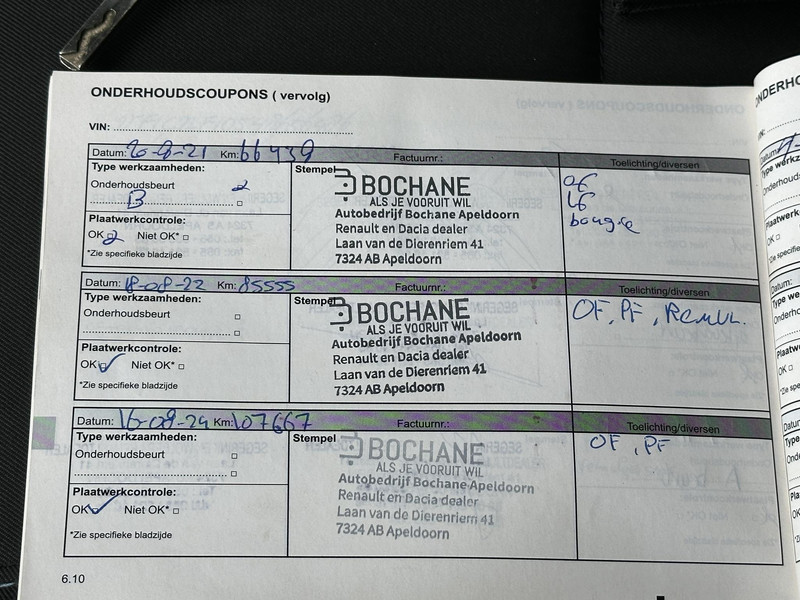 ONDERHOUDSCOUPONS ( vervolg)
VIN:
Datum: 20-8-21 Km: 66439 Factuurnr.: Toelichting/diversen
Type werkzaamheden: Stempel
Onderhoudsbeurt
B
Plaatwerkcontrole:
OK Niet OK*
*Zie specifieke bladzijde
BOCHANE
ALS JE VOORUIT WIL
Autobedrijf Bochane Apeldoorn
Renault en Dacia dealer
Laan van de Dierenriem 41
7324 AB Apeldoorn
OF
bougie
Datum: 18-08-22 Km: 85555 Factuurnr.: Toelichting/diversen
Type werkzaamheden: Stempel
Onderhoudsbeurt
Plaatwerkcontrole:
OK Niet OK*
*Zie specifieke bladzijde
BOCHANE
ALS JE VOORUIT WIL
Autobedrijf Bochane Apeldoorn
Renault en Dacia dealer
Laan van de Dierenriem 41
7324 AB Apeldoorn
OF, PF,
Datum: 16-08-24 Km: 107667 Factuurnr.: Toelichting/diversen
Type werkzaamheden: Stempel
Onderhoudsbeurt
Plaatwerkcontrole:
OK Niet OK*
*Zie specifieke bladzijde
BOCHANE
ALS JE VOORUIT WIL
Autobedrijf Bochane Apeldoorn
Renault en Dacia dealer
Laan van de Dierenriem 41
7324 AB Apeldoorn
OF, PF
6.10